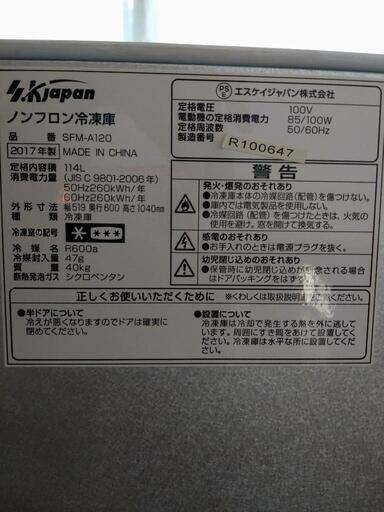 S.K japan
ノンフロン冷凍庫
品 番 SFM-A120
2017年製 MADE IN CHINA
定格内容積 114L
消費電力量 (JIS C 9801-2006年)
50Hz260kWh/年
60Hz260kWh/年
外形寸法 幅519 奥行600 高さ1040mm
種類 冷凍庫
冷凍室の記号 * ***
冷媒 R600a
冷媒封入量 47g
質量 40kg
断熱発泡ガス シクロペンタン
PS E エスケイジャパン株式会社
定格電圧 100V
電動機の定格消費電力 85/100W
定格周波数 50/60Hz
製造番号 R100647
警告
発火・爆発のおそれあり
●冷媒回路(配管)を傷つけない。
●庫内では電気製品を使用しない。
●冷媒回路(配管)を傷つけたときは、火気の
使用を避け、窓を開けて換気する。
感電のおそれあり
●お手入れのときは電源プラグを抜く。
幼児閉じ込めのおそれあり
●保管時に幼児閉じ込めが懸念される場合
はドアパッキングをはずす。
正しくお使いいただくために ※くわしくは取扱説明書をご覧下さい。
●半ドアについて
冷えが悪くなりますのでドアは確実に
閉めてください。
●設置について
冷凍庫は冷却で発生する熱を外に逃して
います。周囲にすき間を開けて設置ください。
冷凍庫は水平な所に設置してください。